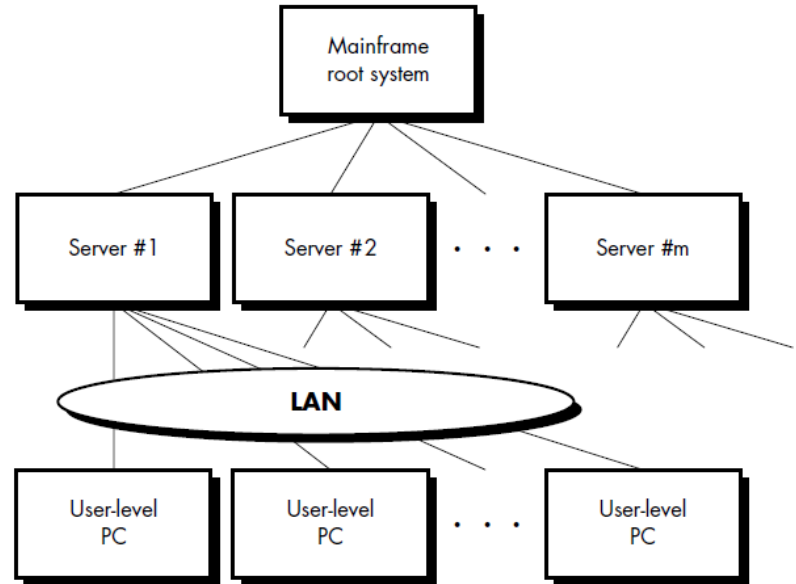 Mainframe
root system
Server #1
Server #2
. . .
Server #m
LAN
User-level
PC
User-level
PC
. . .
User-level
PC